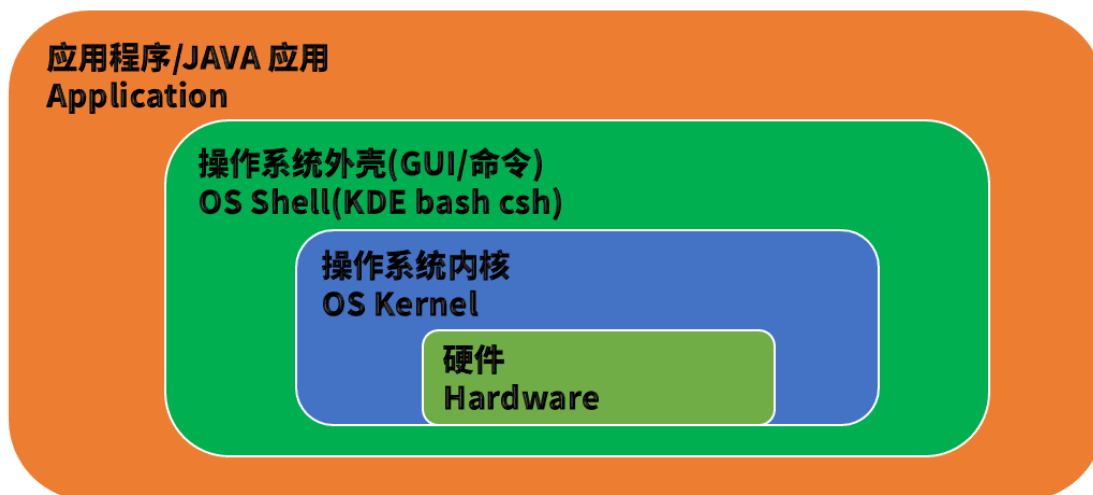 应用程序/JAVA 应用
Application
操作系统外壳(GUI/命令)
OS Shell(KDE bash csh)
操作系统内核
OS Kernel
硬件
Hardware